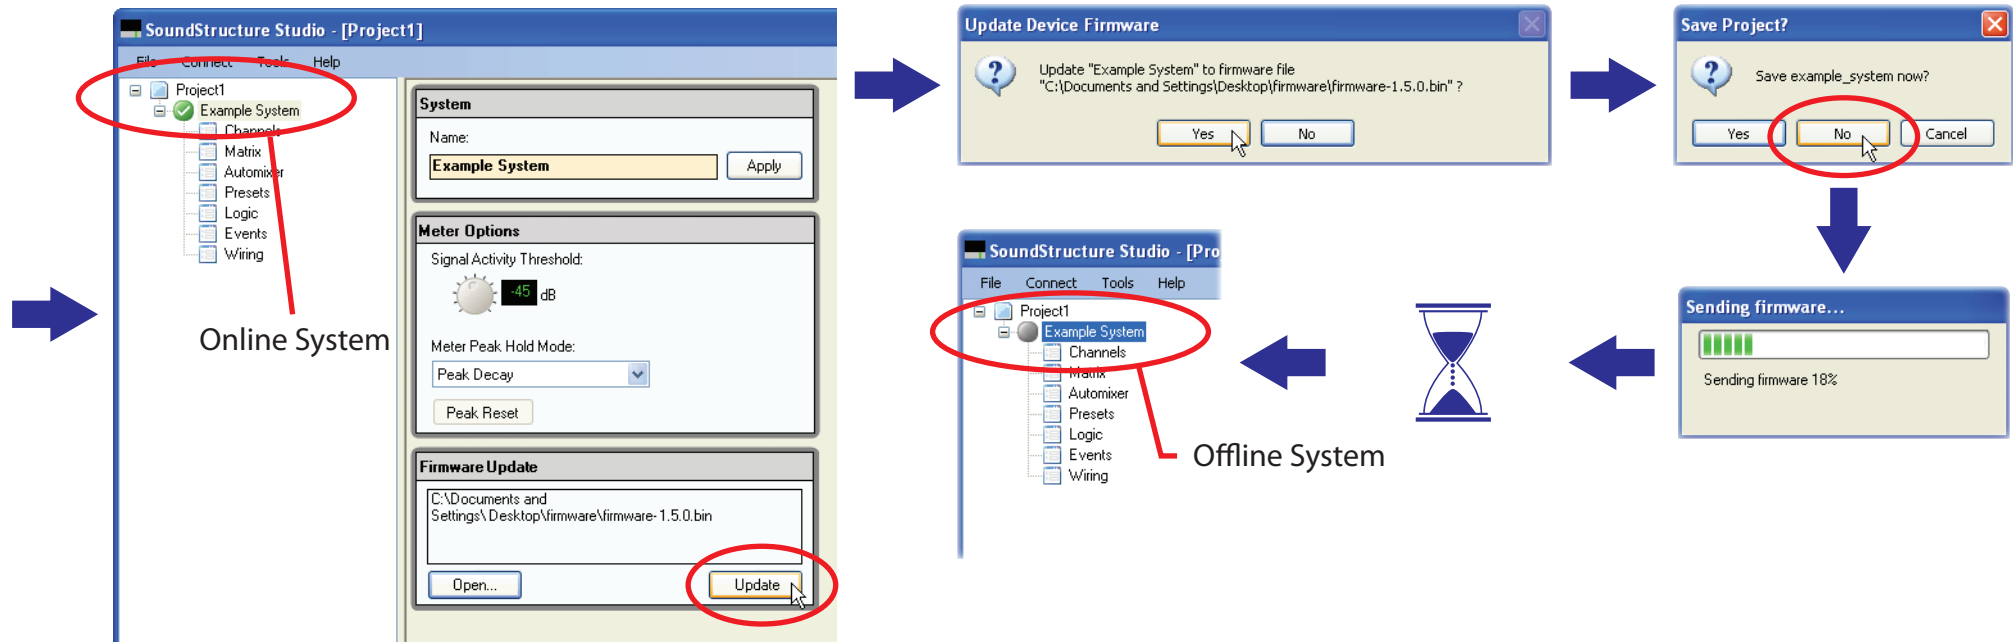 SoundStructure Studio - [Project1]
File Connect Tools Help
Project1
Example System
Channels
Matrix
Automixer
Presets
Logic
Events
Wiring
Online System
System
Name:
Example System
Apply
Meter Options
Signal Activity Threshold:
-45 dB
Meter Peak Hold Mode:
Peak Decay
Peak Reset
Firmware Update
C:\Documents and
Settings\ Desktop\firmware\firmware- 1.5.0.bin
Open...
Update
Update Device Firmware
Update "Example System" to firmware file
"C:\Documents and Settings\Desktop\firmware\firmware-1.5.0.bin" ?
Yes
No
Save Project?
Save example_system now?
Yes
No
Cancel
Sending firmware...
Sending firmware 18%
SoundStructure Studio - [Pro
File Connect Tools Help
Project1
Example System
Channels
Matrix
Automixer
Presets
Logic
Events
Wiring
Offline System